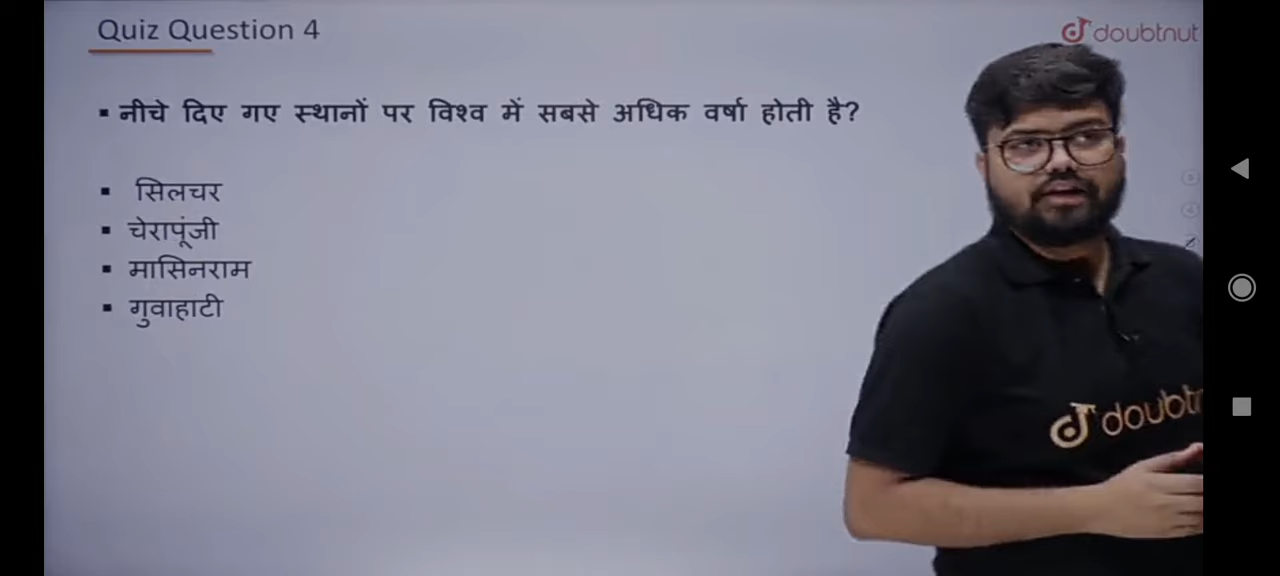 Quiz Question 4
doubtnut
▪ नीचे दिए गए स्थानों पर विश्व में सबसे अधिक वर्षा होती है?
▪ सिलचर
▪ चेरापूंजी
▪ मासिनराम
▪ गुवाहाटी